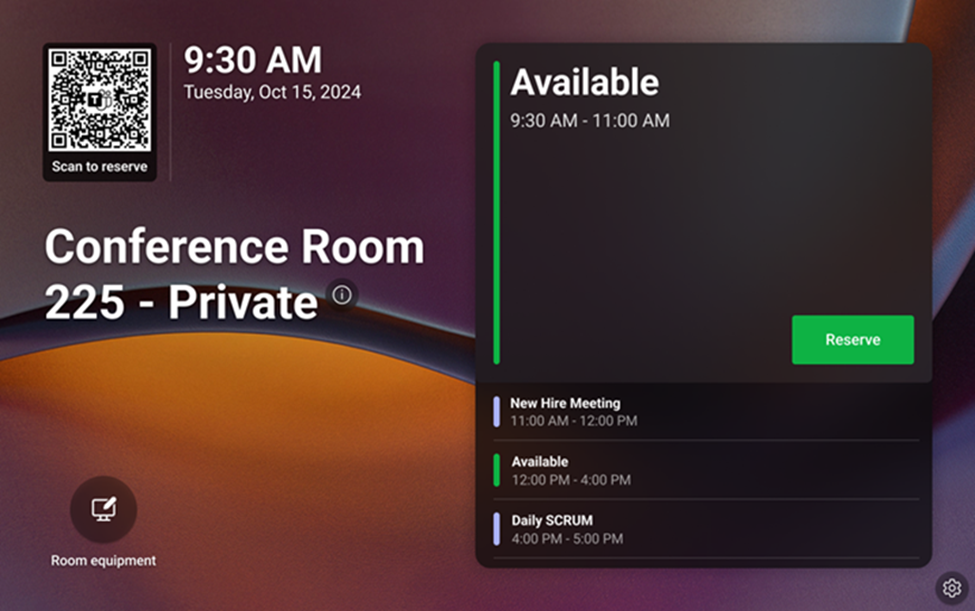 9:30 AM
Tuesday, Oct 15, 2024
Scan to reserve
Conference Room
225 - Private
Room equipment
Available
9:30 AM - 11:00 AM
Reserve
New Hire Meeting
11:00 AM - 12:00 PM
Available
12:00 PM - 4:00 PM
Daily SCRUM
4:00 PM - 5:00 PM